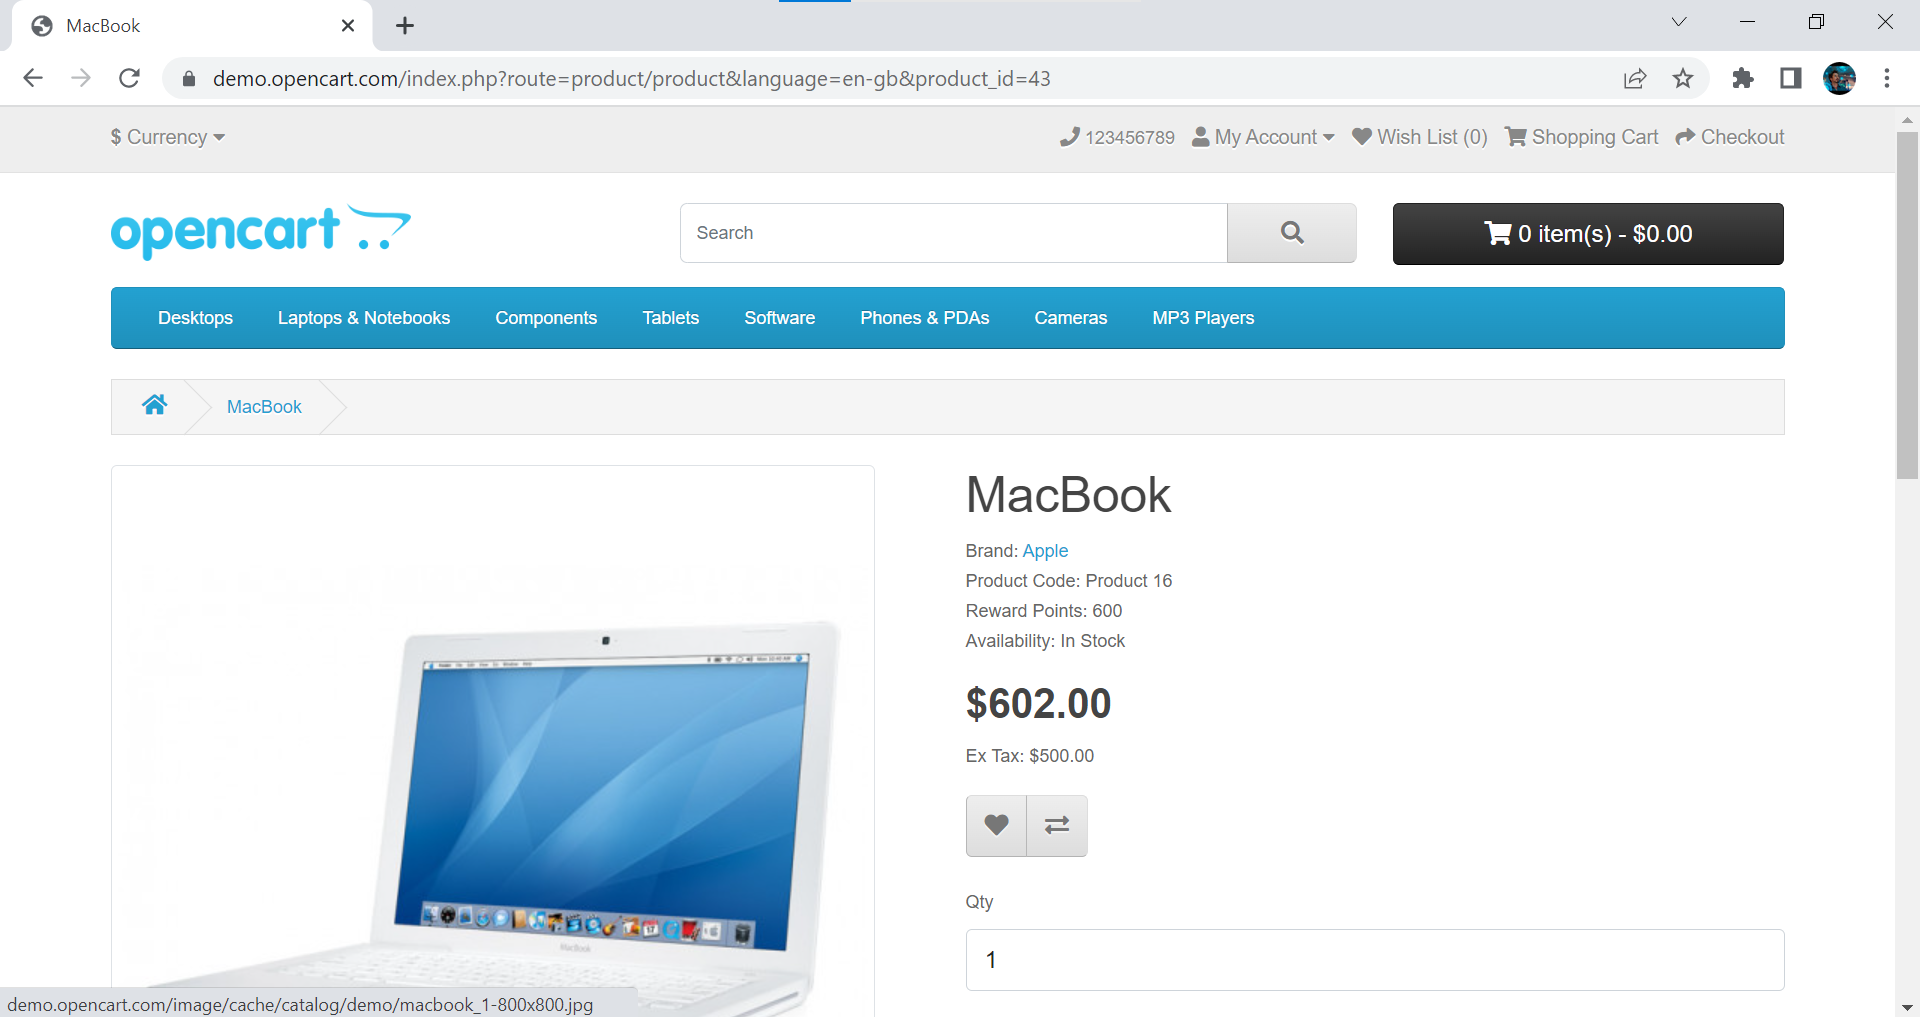 MacBook
demo.opencart.com/index.php?route=product/product&language=en-gb&product_id=43
$ Currency
123456789 My Account Wish List (0) Shopping Cart Checkout
opencart
Search
0 item(s) - $0.00
Desktops Laptops & Notebooks Components Tablets Software Phones & PDAs Cameras MP3 Players
MacBook
MacBook
Brand: Apple
Product Code: Product 16
Reward Points: 600
Availability: In Stock
$602.00
Ex Tax: $500.00
Qty
1
17
MacBook
demo.opencart.com/image/cache/catalog/demo/macbook_1-800x800.jpg